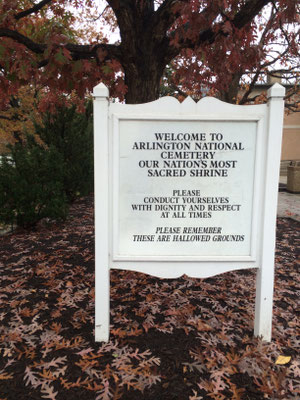 WELCOME TO
ARLINGTON NATIONAL
CEMETERY
OUR NATION'S MOST
SACRED SHRINE
PLEASE
CONDUCT YOURSELVES
WITH DIGNITY AND RESPECT
AT ALL TIMES
PLEASE REMEMBER
THESE ARE HALLOWED GROUNDS